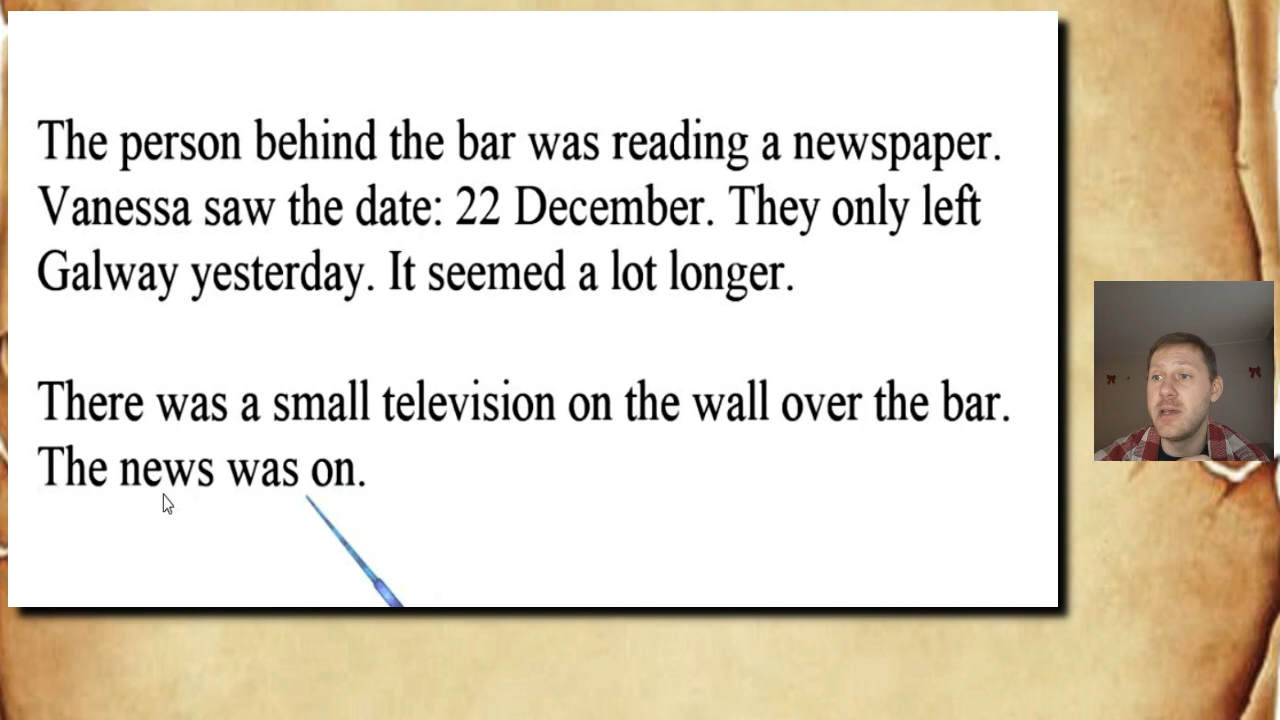 The person behind the bar was reading a newspaper.
Vanessa saw the date: 22 December. They only left
Galway yesterday. It seemed a lot longer.
There was a small television on the wall over the bar.
The news was on.